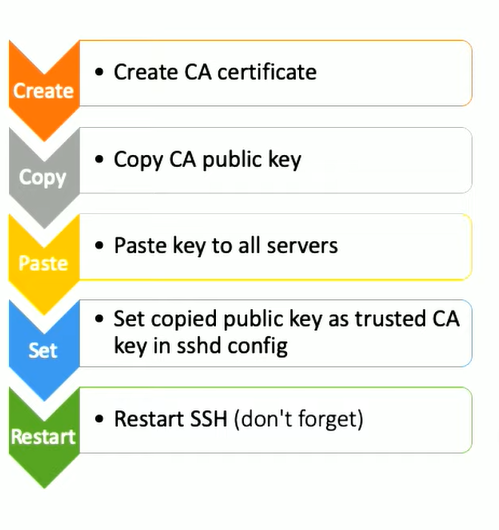 Create
• Create CA certificate
Copy
• Copy CA public key
Paste
• Paste key to all servers
Set
• Set copied public key as trusted CA
key in sshd config
Restart
• Restart SSH (don't forget)